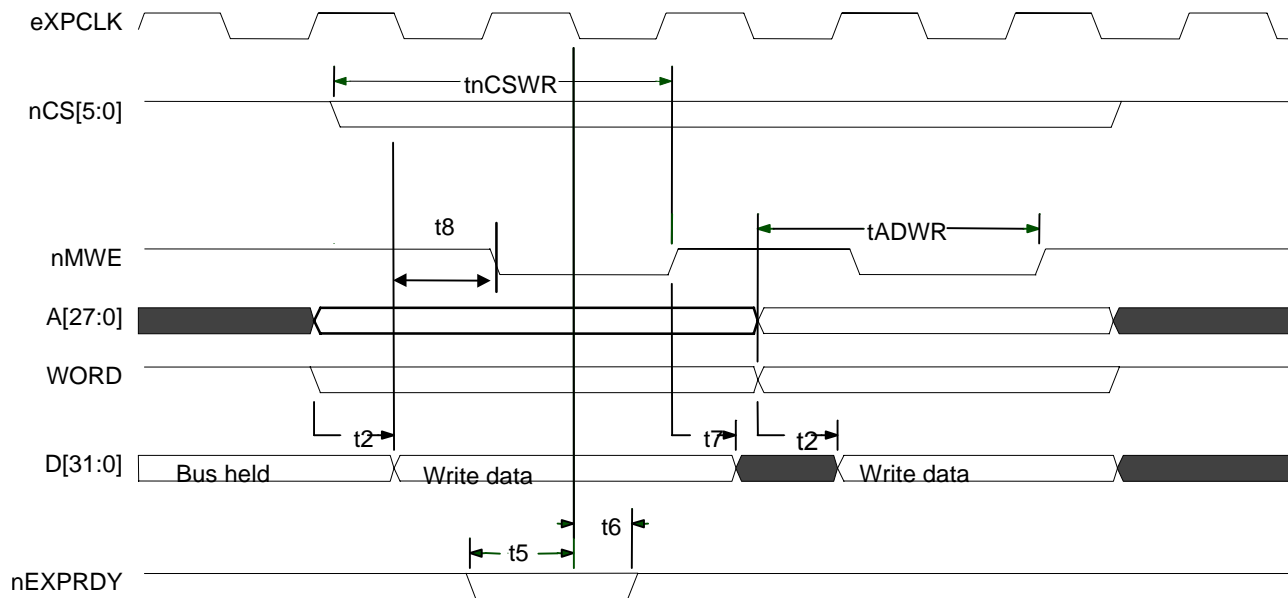 eXPCLK
tnCSWR
nCS[5:0]
t8
tADWR
nMWE
A[27:0]
WORD
t2
t7
t2
D[31:0]
Bus held
Write data
Write data
t6
t5
nEXPRDY